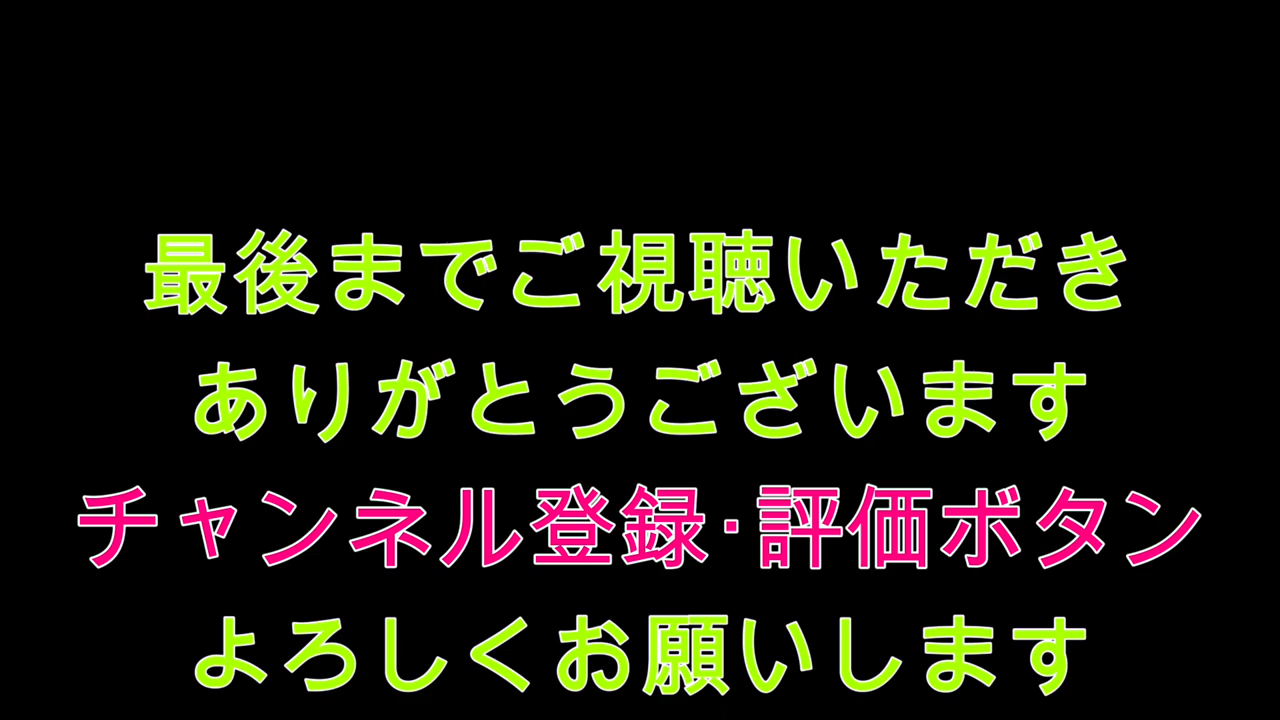 最後までご視聴いただき
ありがとうございます
チャンネル登録･評価ボタン
よろしくお願いします